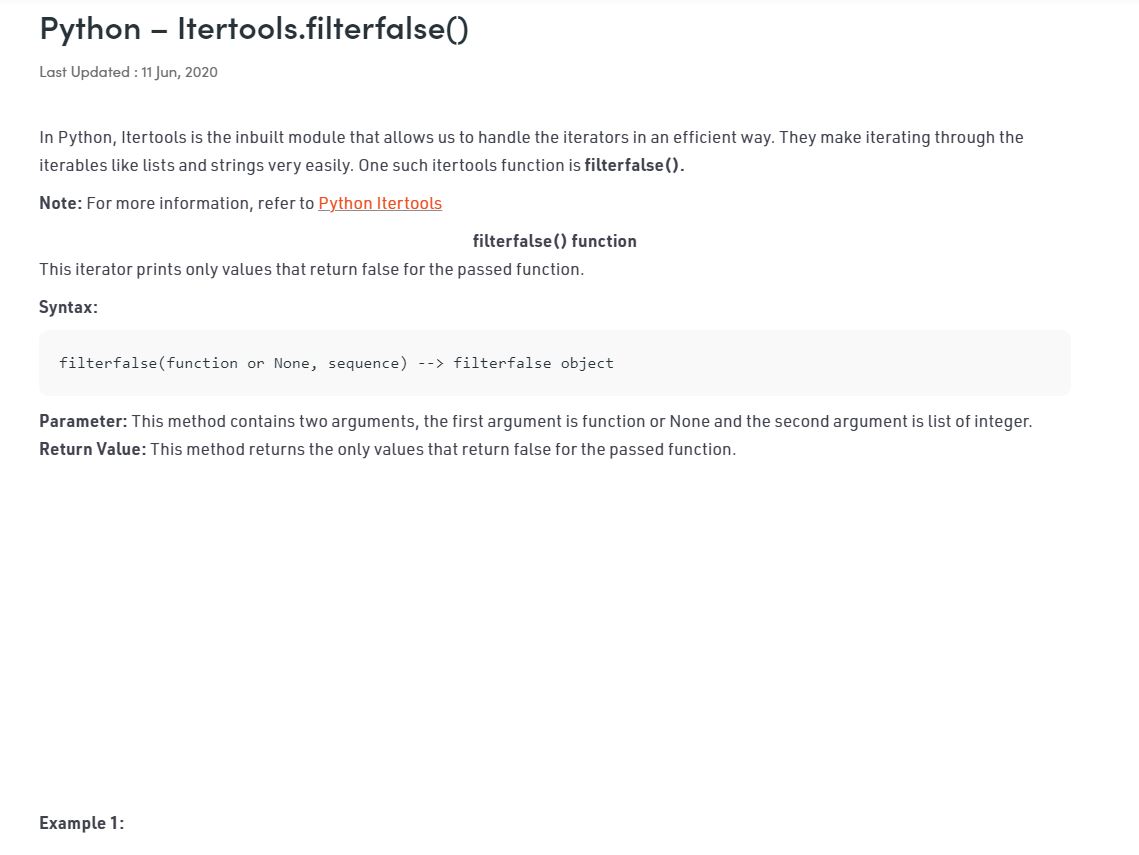 Python – Itertools.filterfalse()
Last Updated : 11 Jun, 2020
In Python, Itertools is the inbuilt module that allows us to handle the iterators in an efficient way. They make iterating through the
iterables like lists and strings very easily. One such itertools function is filterfalse().
Note: For more information, refer to Python Itertools
filterfalse() function
This iterator prints only values that return false for the passed function.
Syntax:
filterfalse(function or None, sequence) --> filterfalse object
Parameter: This method contains two arguments, the first argument is function or None and the second argument is list of integer.
Return Value: This method returns the only values that return false for the passed function.
Example 1: